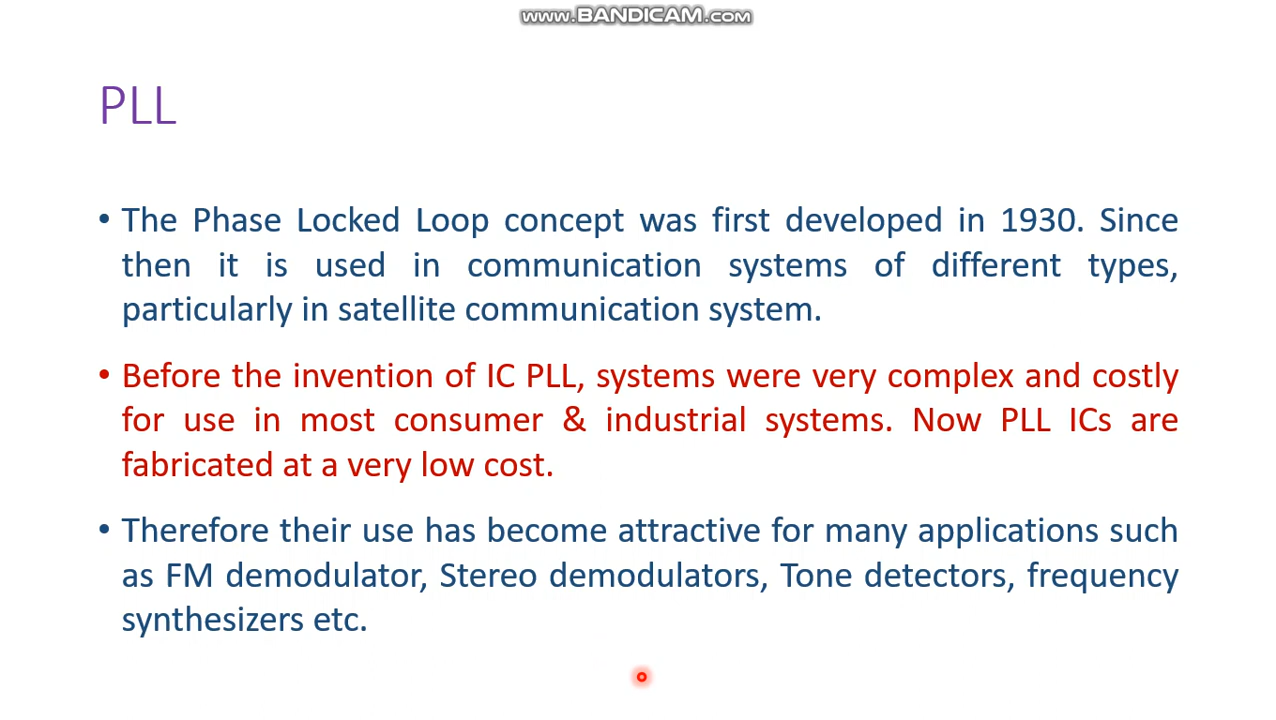 www.BANDICAM.com
PLL
• The Phase Locked Loop concept was first developed in 1930. Since
then it is used in communication systems of different types,
particularly in satellite communication system.
• Before the invention of IC PLL, systems were very complex and costly
for use in most consumer & industrial systems. Now PLL ICs are
fabricated at a very low cost.
• Therefore their use has become attractive for many applications such
as FM demodulator, Stereo demodulators, Tone detectors, frequency
synthesizers etc.